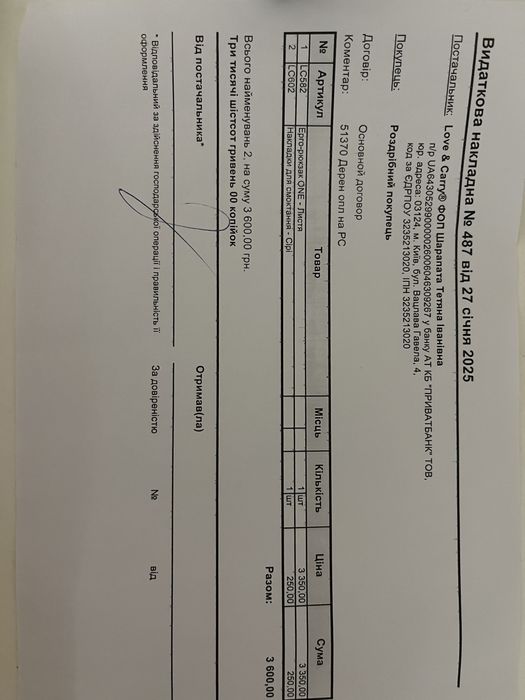 Видаткова накладна № 487 від 27 січня 2025
Постачальник: Love & Carry® ФОП Шарапата Тетяна Іванівна
п/р UA643052990000026006046309267 у банку АТ КБ "ПРИВАТБАНК" ТОВ,
юр. адреса: 03124, м. Київ, бул. Вацлава Гавела, 4,
код за ЄДРПОУ 3235213020, ІПН 3235213020
Покупець: Роздрібний покупець
Договір: Основной договор
Коментар: 51370 Дерен опл на РС
№ Артикул Товар Місць Кількість Ціна Сума
1 LC582 Ерго-рюкзак ONE - Листя 1 шт 3 350,00 3 350,00
2 LC602 Накладки для смоктання - Сірі 1 шт 250,00 250,00
Разом: 3 600,00
Всього найменувань 2, на суму 3 600,00 грн.
Три тисячі шістсот гривень 00 копійок
Від постачальника* Отримав(ла)
* Відповідальний за здійснення господарської операції і правильність її
оформлення
За довіреністю № від